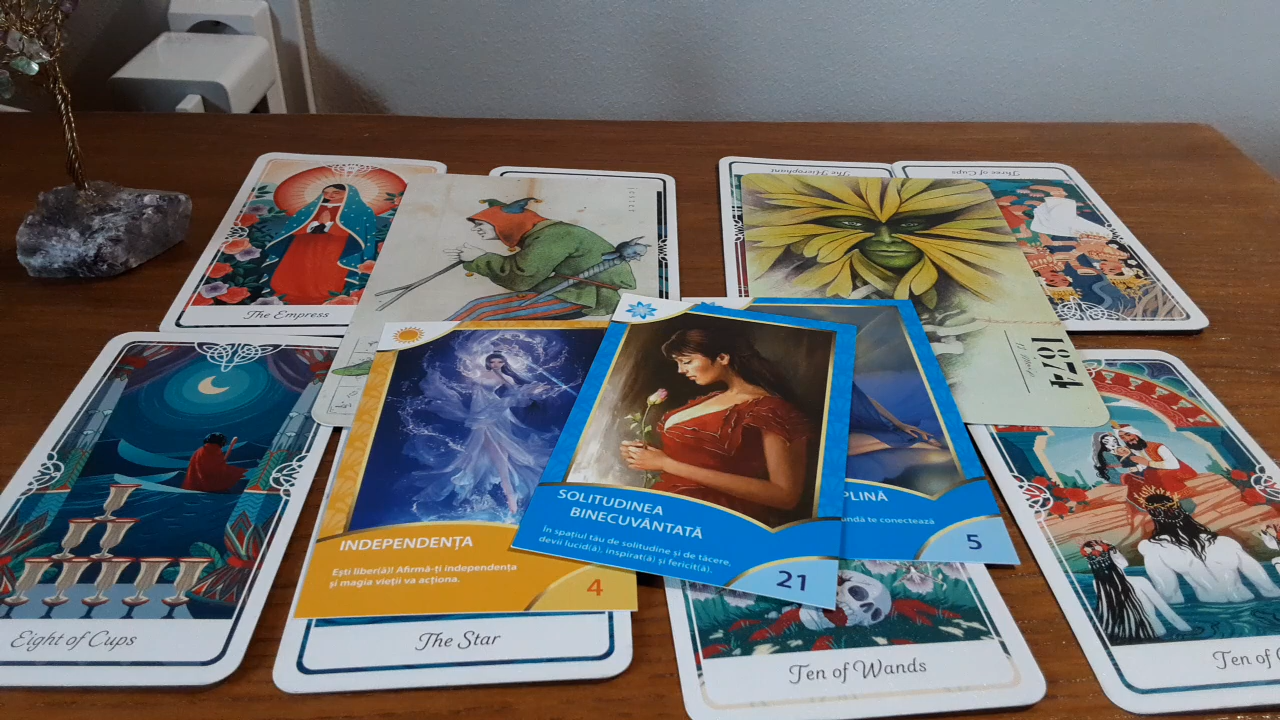 The Hierophant
Three of Cups
The Empress
1874
INDEPENDENȚA
Ești liber(ă)! Afirmă-ți independența
și magia vieții va acționa.
4
SOLITUDINEA
BINECUVÂNTATĂ
În spațiul tău de solitudine și de tăcere,
devii lucid(ă), inspirat(ă) și fericit(ă).
21
PLINĂ
undă te conectează
5
Eight of Cups
The Star
Ten of Wands
Ten of